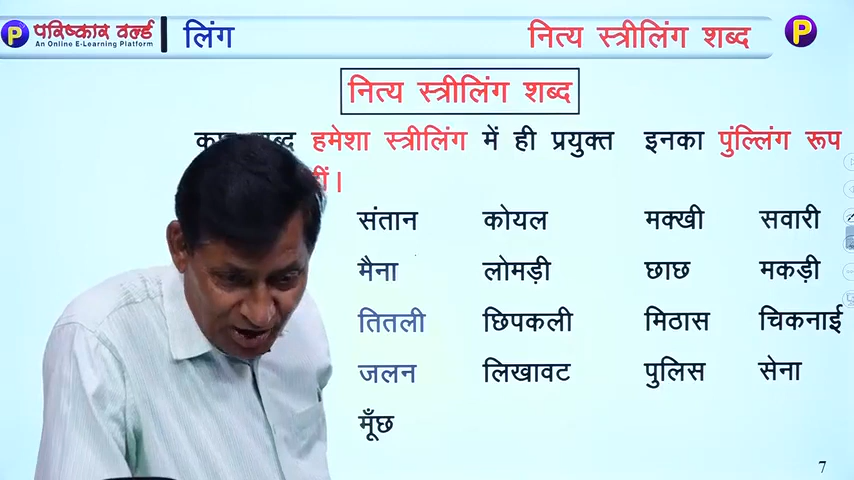 परिष्कार वर्ल्ड
An Online E-Learning Platform
लिंग
नित्य स्त्रीलिंग शब्द
नित्य स्त्रीलिंग शब्द
हमेशा स्त्रीलिंग में ही प्रयुक्त इनका पुंल्लिंग रूप
संतान कोयल मक्खी सवारी
मैना लोमड़ी छाछ मकड़ी
तितली छिपकली मिठास चिकनाई
जलन लिखावट पुलिस सेना
मूँछ
7